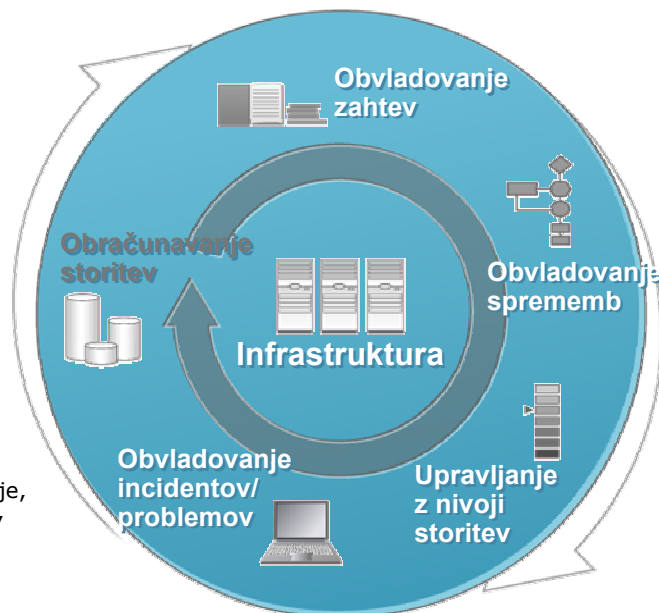 Obvladovanje
zahtev
Obračunavanje
storitev
Obvladovanje
sprememb
Infrastruktura
Obvladovanje
incidentov/
problemov
Upravljanje
z nivoji
storitev
je,